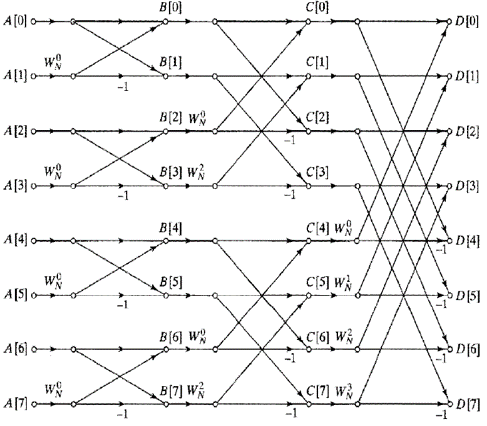 A[0] B[0] C[0] D[0]
W_N^0
A[1] -1 B[1] C[1] D[1]
A[2] B[2] W_N^0 -1 C[2] D[2]
W_N^0
A[3] -1 B[3] W_N^2 -1 C[3] D[3]
A[4] B[4] C[4] W_N^0 -1 D[4]
W_N^0
A[5] -1 B[5] C[5] W_N^1 -1 D[5]
A[6] B[6] W_N^0 -1 C[6] W_N^2 -1 D[6]
W_N^0
A[7] -1 B[7] W_N^2 -1 C[7] W_N^3 -1 D[7]